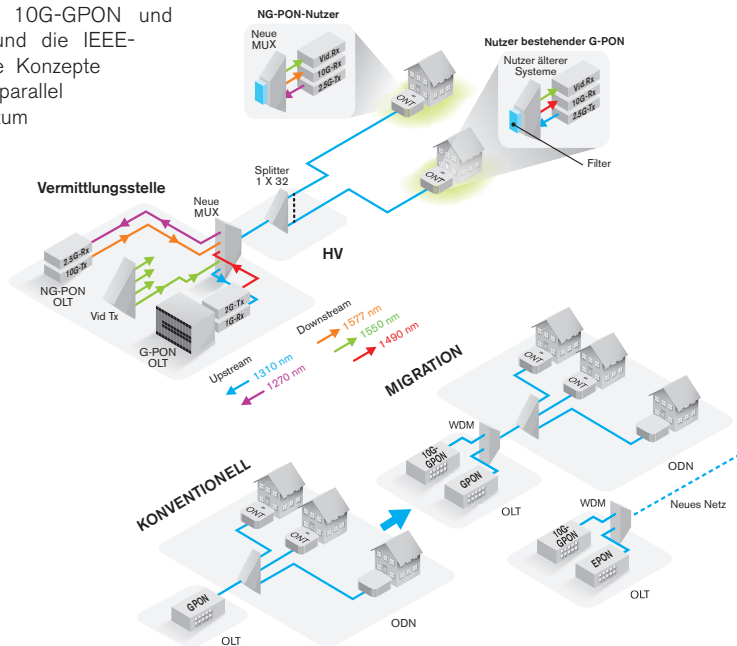 10G-GPON und
und die IEEE-
e Konzepte
parallel
tum
NG-PON-Nutzer
Neue
MUX
Vid.Rx
10G-Rx
2.5G-Tx
ONT
Nutzer bestehender G-PON
Nutzer älterer
Systeme
Vid.Rx
10G-Rx
2.5G-Tx
ONT
Filter
Vermittlungsstelle
Neue
MUX
Splitter
1 X 32
HV
2.5G-Rx
10G-Tx
NG-PON
OLT
Vid Tx
G-PON
OLT
2G-Tx
1G-Rx
Upstream
1310 nm
1270 nm
Downstream
1577 nm
1550 nm
1490 nm
MIGRATION
ONT
ONT
WDM
10G-
GPON
GPON
OLT
ODN
WDM
Neues Netz
10G-
GPON
EPON
OLT
KONVENTIONELL
ONT
ONT
GPON
OLT
ODN